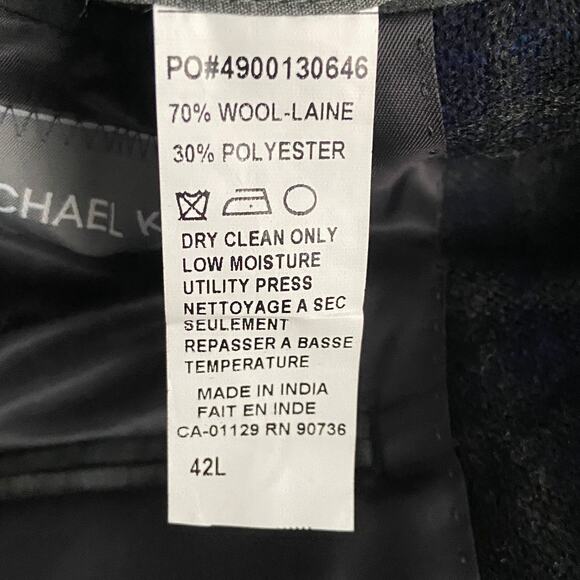 PO#4900130646
70% WOOL-LAINE
30% POLYESTER
CHAEL K
DRY CLEAN ONLY
LOW MOISTURE
UTILITY PRESS
NETTOYAGE A SEC
SEULEMENT
REPASSER A BASSE
TEMPERATURE
MADE IN INDIA
FAIT EN INDE
CA-01129 RN 90736
42L